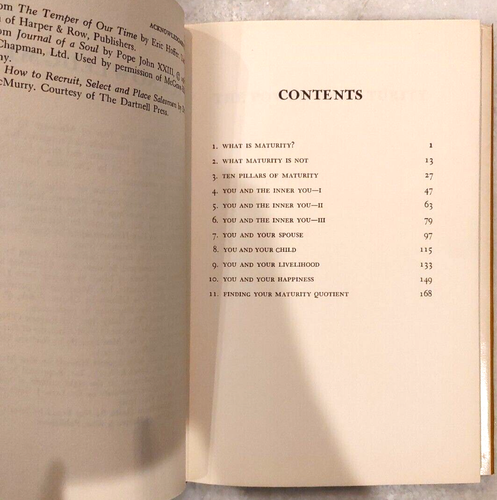 ACKNOWLEDGMENTS
om The Temper of Our Time by Eric Hoffer
n of Harper & Row, Publishers.
om Journal of a Soul by Pope John XXIII,
Chapman, Ltd. Used by permission of
ny.
How to Recruit, Select and Place Salesmen by
cMurry. Courtesy of The Dartnell Press.
CONTENTS
1. WHAT IS MATURITY? 1
2. WHAT MATURITY IS NOT 13
3. TEN PILLARS OF MATURITY 27
4. YOU AND THE INNER YOU—I 47
5. YOU AND THE INNER YOU—II 63
6. YOU AND THE INNER YOU—III 79
7. YOU AND YOUR SPOUSE 97
8. YOU AND YOUR CHILD 115
9. YOU AND YOUR LIVELIHOOD 133
10. YOU AND YOUR HAPPINESS 149
11. FINDING YOUR MATURITY QUOTIENT 168